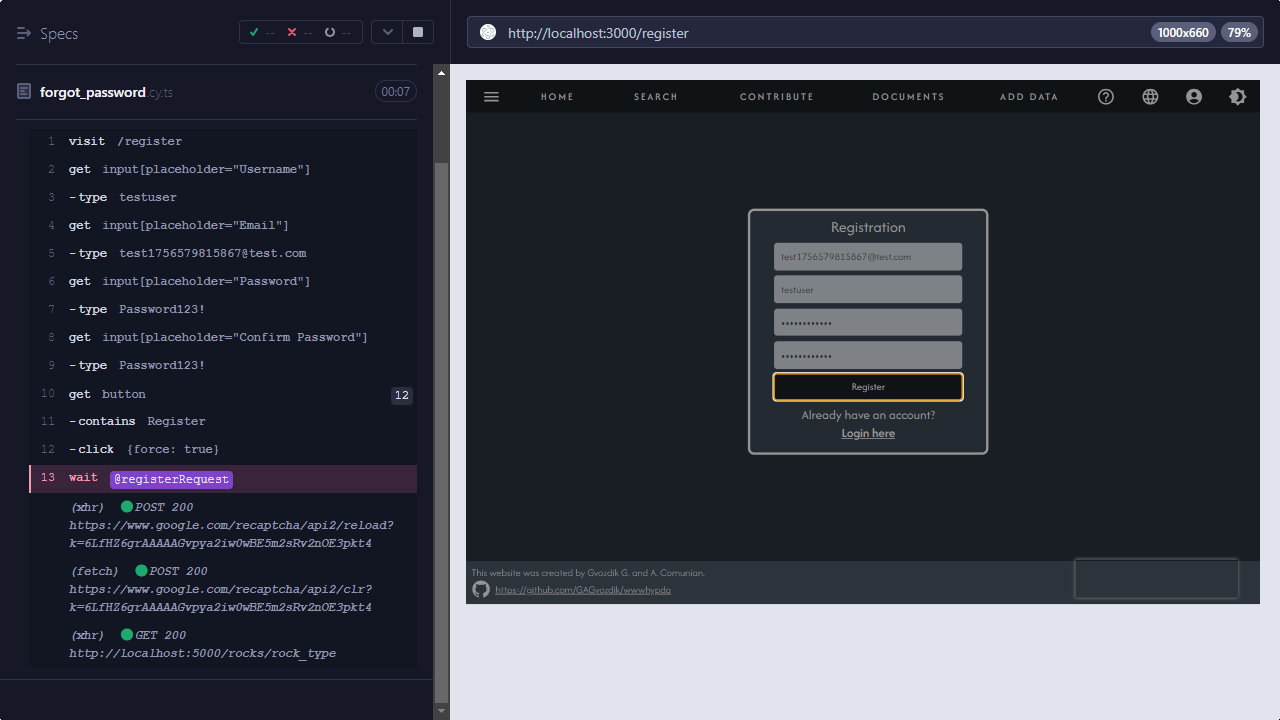 Specs
-- -- --
forgot_password.cy.ts
00:07
1 visit /register
2 get input[placeholder="Username"]
3 -type testuser
4 get input[placeholder="Email"]
5 -type test1756579815867@test.com
6 get input[placeholder="Password"]
7 -type Password123!
8 get input[placeholder="Confirm Password"]
9 -type Password123!
10 get button 12
11 -contains Register
12 -click {force: true}
13 wait @registerRequest
(xhr) POST 200
https://www.google.com/recaptcha/api2/reload?
k=6LfHZ6grAAAAAGvpya2iw0wBE5m2sRv2nOE3pkt4
(fetch) POST 200
https://www.google.com/recaptcha/api2/clr?
k=6LfHZ6grAAAAAGvpya2iw0wBE5m2sRv2nOE3pkt4
(xhr) GET 200
http://localhost:5000/rocks/rock_type
http://localhost:3000/register
1000x660 79%
HOME SEARCH CONTRIBUTE DOCUMENTS ADD DATA
Registration
test1756579815867@test.com
testuser
••••••••••••
••••••••••••
Register
Already have an account?
Login here
This website was created by Gvozdik G. and A. Comunian.
https://github.com/GAGvozdik/wwwhypda